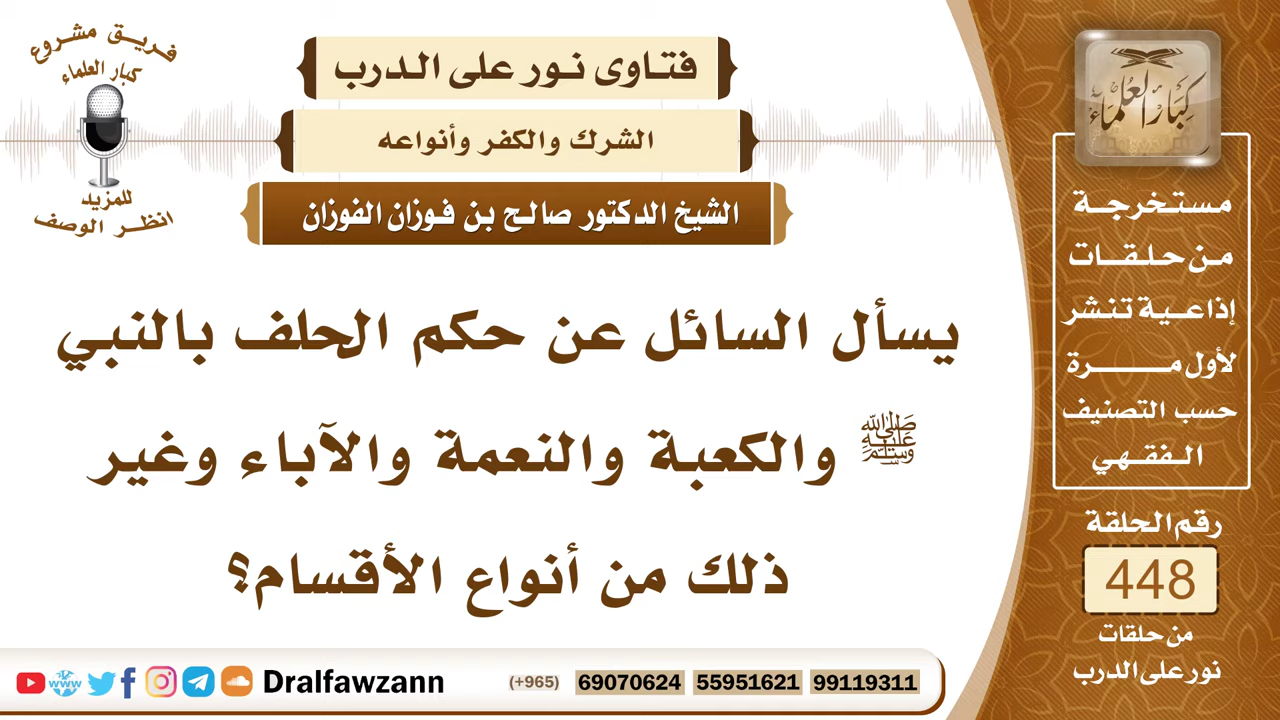 فريق مشروع
كبار العلماء
للمزيد
انظر الوصف
فتاوى نور على الدرب
الشرك والكفر وأنواعه
الشيخ الدكتور صالح بن فوزان الفوزان
يسأل السائل عن حكم الحلف بالنبي
ﷺ والكعبة والنعمة والآباء وغير
ذلك من أنواع الأقسام؟
كبار العلماء
مستخرجة
من حلقات
إذاعية تنشر
لأول مرة
حسب التصنيف
الفقهي
رقم الحلقة
448
من حلقات
نور على الدرب
Dralfawzann (+965) 69070624 55951621 99119311